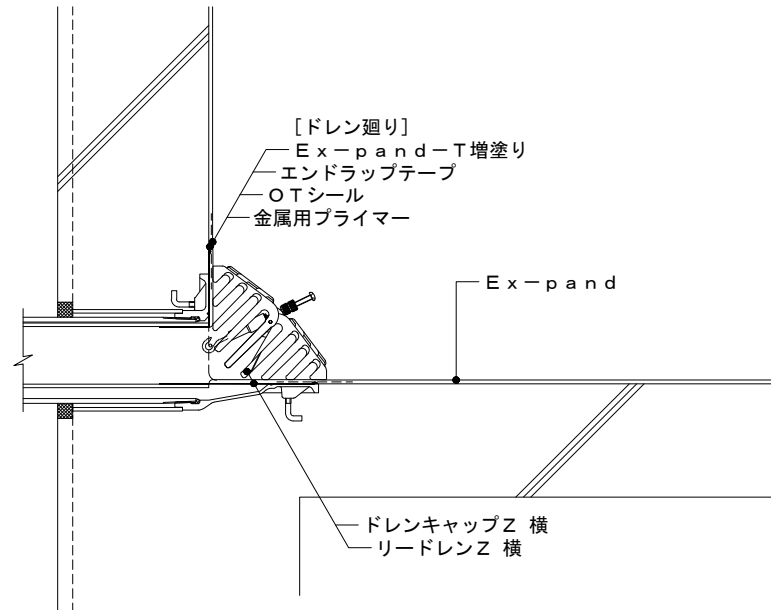 [ドレン廻り]
Ex－pand－T増塗り
エンドラップテープ
OTシール
金属用プライマー
Ex－pand
ドレンキャップZ 横
リードレンZ 横